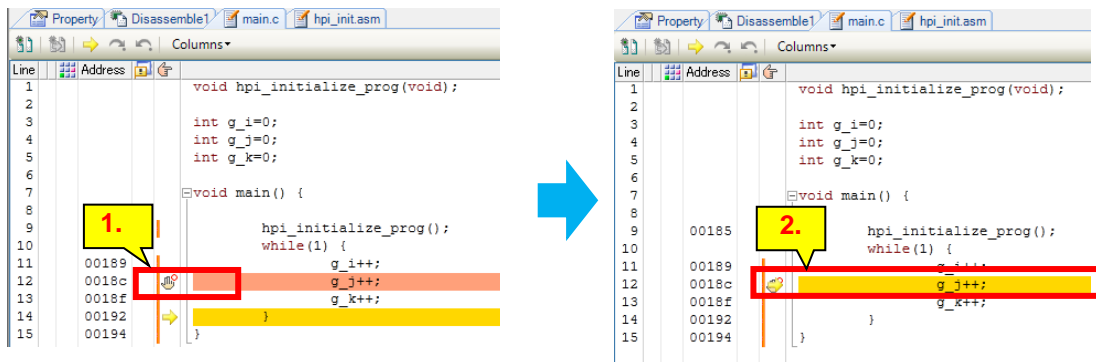 Property Disassemble1 main.c hpi_init.asm
Columns
Line Address
1 void hpi_initialize_prog(void);
2
3 int g_i=0;
4 int g_j=0;
5 int g_k=0;
6
7 void main() {
8
1.
9 hpi_initialize_prog();
10 while(1) {
11 00189 g_i++;
12 0018c g_j++;
13 0018f g_k++;
14 00192 }
15 00194 }
Property Disassemble1 main.c hpi_init.asm
Columns
Line Address
1 void hpi_initialize_prog(void);
2
3 int g_i=0;
4 int g_j=0;
5 int g_k=0;
6
7 void main() {
8
2.
9 00185 hpi_initialize_prog();
10 while(1) {
11 00189 g_i++;
12 0018c g_j++;
13 0018f g_k++;
14 00192 }
15 00194 }